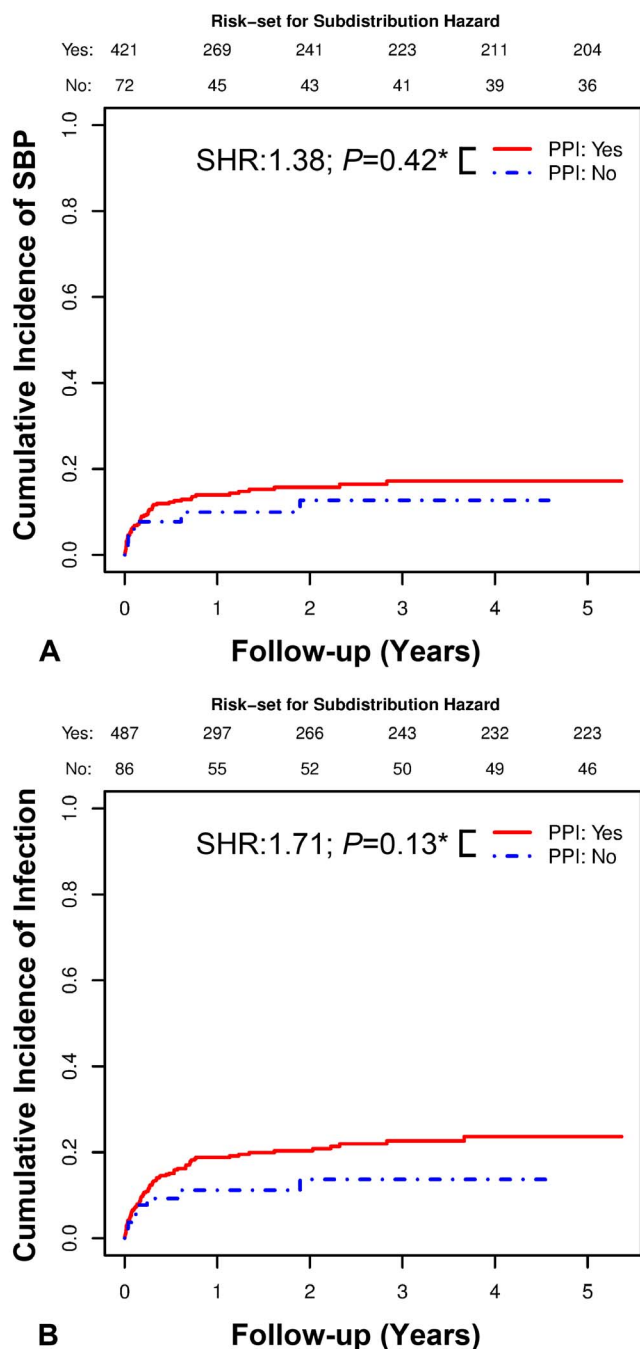 Risk-set for Subdistribution Hazard
Yes: 421 269 241 223 211 204
No: 72 45 43 41 39 36
Cumulative Incidence of SBP
1.0
0.8
0.6
0.4
0.2
0.0
SHR:1.38; P=0.42*
PPI: Yes
PPI: No
0 1 2 3 4 5
A Follow-up (Years)
Risk-set for Subdistribution Hazard
Yes: 487 297 266 243 232 223
No: 86 55 52 50 49 46
Cumulative Incidence of Infection
1.0
0.8
0.6
0.4
0.2
0.0
SHR:1.71; P=0.13*
PPI: Yes
PPI: No
0 1 2 3 4 5
B Follow-up (Years)